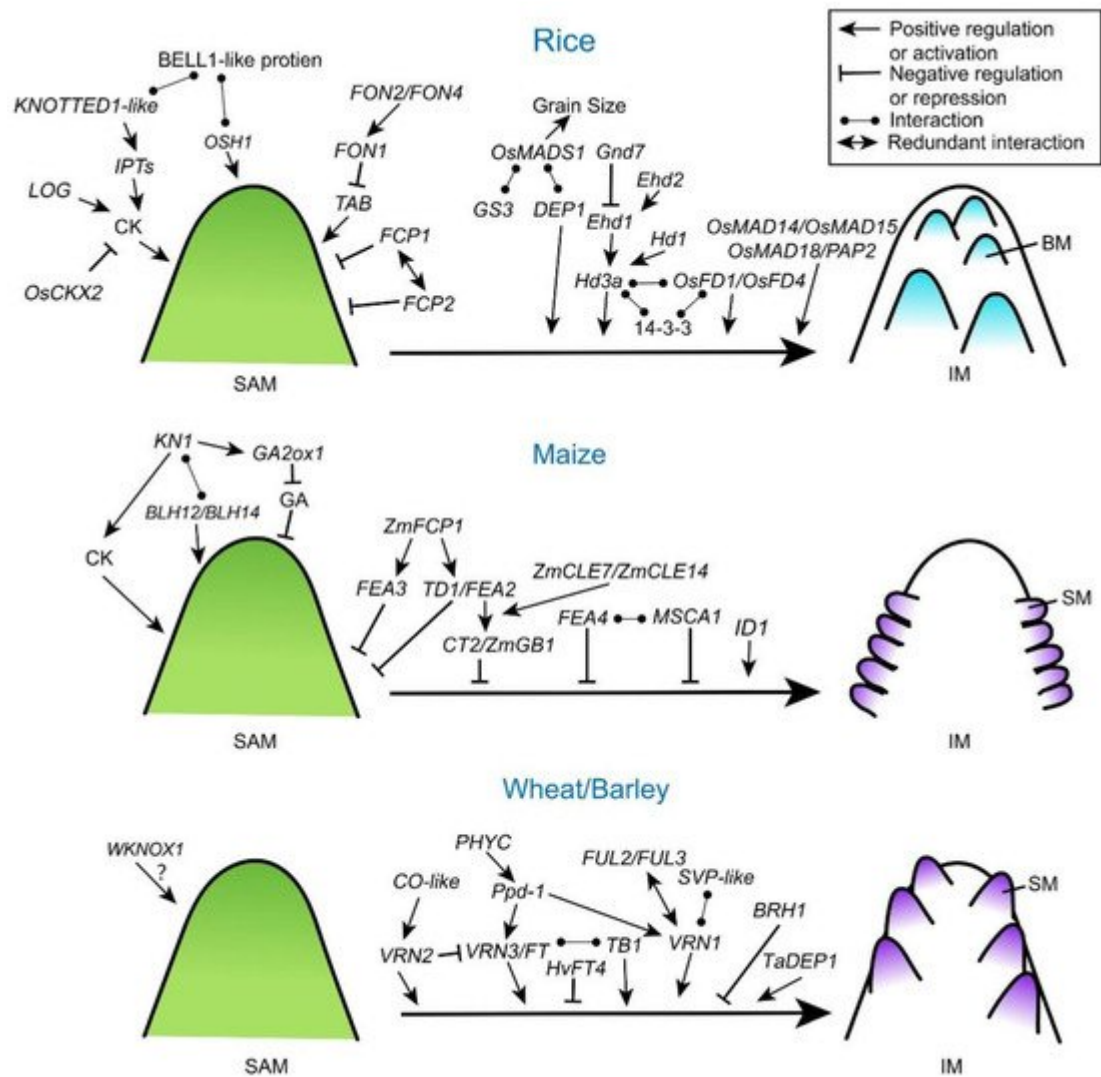 Rice
Positive regulation
or activation
Negative regulation
or repression
Interaction
Redundant interaction
BELL1-like protien
KNOTTED1-like
OSH1
IPTs
LOG
CK
OsCKX2
FON2/FON4
FON1
TAB
FCP1
FCP2
SAM
Grain Size
OsMADS1
Gnd7
GS3
DEP1
Ehd2
Ehd1
Hd1
Hd3a
OsFD1/OsFD4
14-3-3
OsMAD14/OsMAD15
OsMAD18/PAP2
BM
IM
Maize
KN1
GA2ox1
GA
BLH12/BLH14
CK
SAM
ZmFCP1
FEA3
TD1/FEA2
ZmCLE7/ZmCLE14
CT2/ZmGB1
FEA4
MSCA1
ID1
SM
IM
Wheat/Barley
WKNOX1
?
SAM
PHYC
CO-like
Ppd-1
FUL2/FUL3
SVP-like
BRH1
VRN2
VRN3/FT
TB1
VRN1
HvFT4
TaDEP1
SM
IM